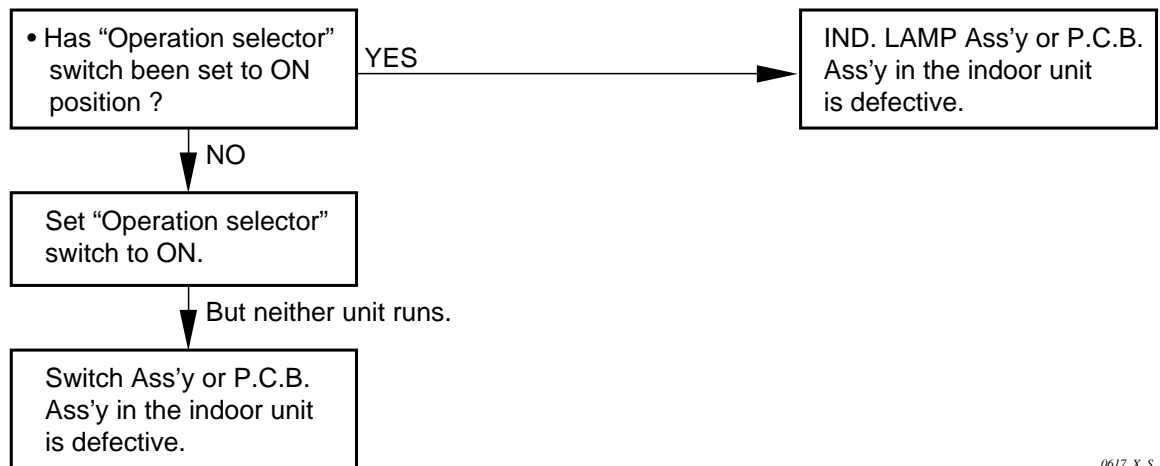 • Has “Operation selector”
switch been set to ON
position ?
YES
IND. LAMP Ass'y or P.C.B.
Ass'y in the indoor unit
is defective.
NO
Set “Operation selector”
switch to ON.
But neither unit runs.
Switch Ass'y or P.C.B.
Ass'y in the indoor unit
is defective.
0617_X_S